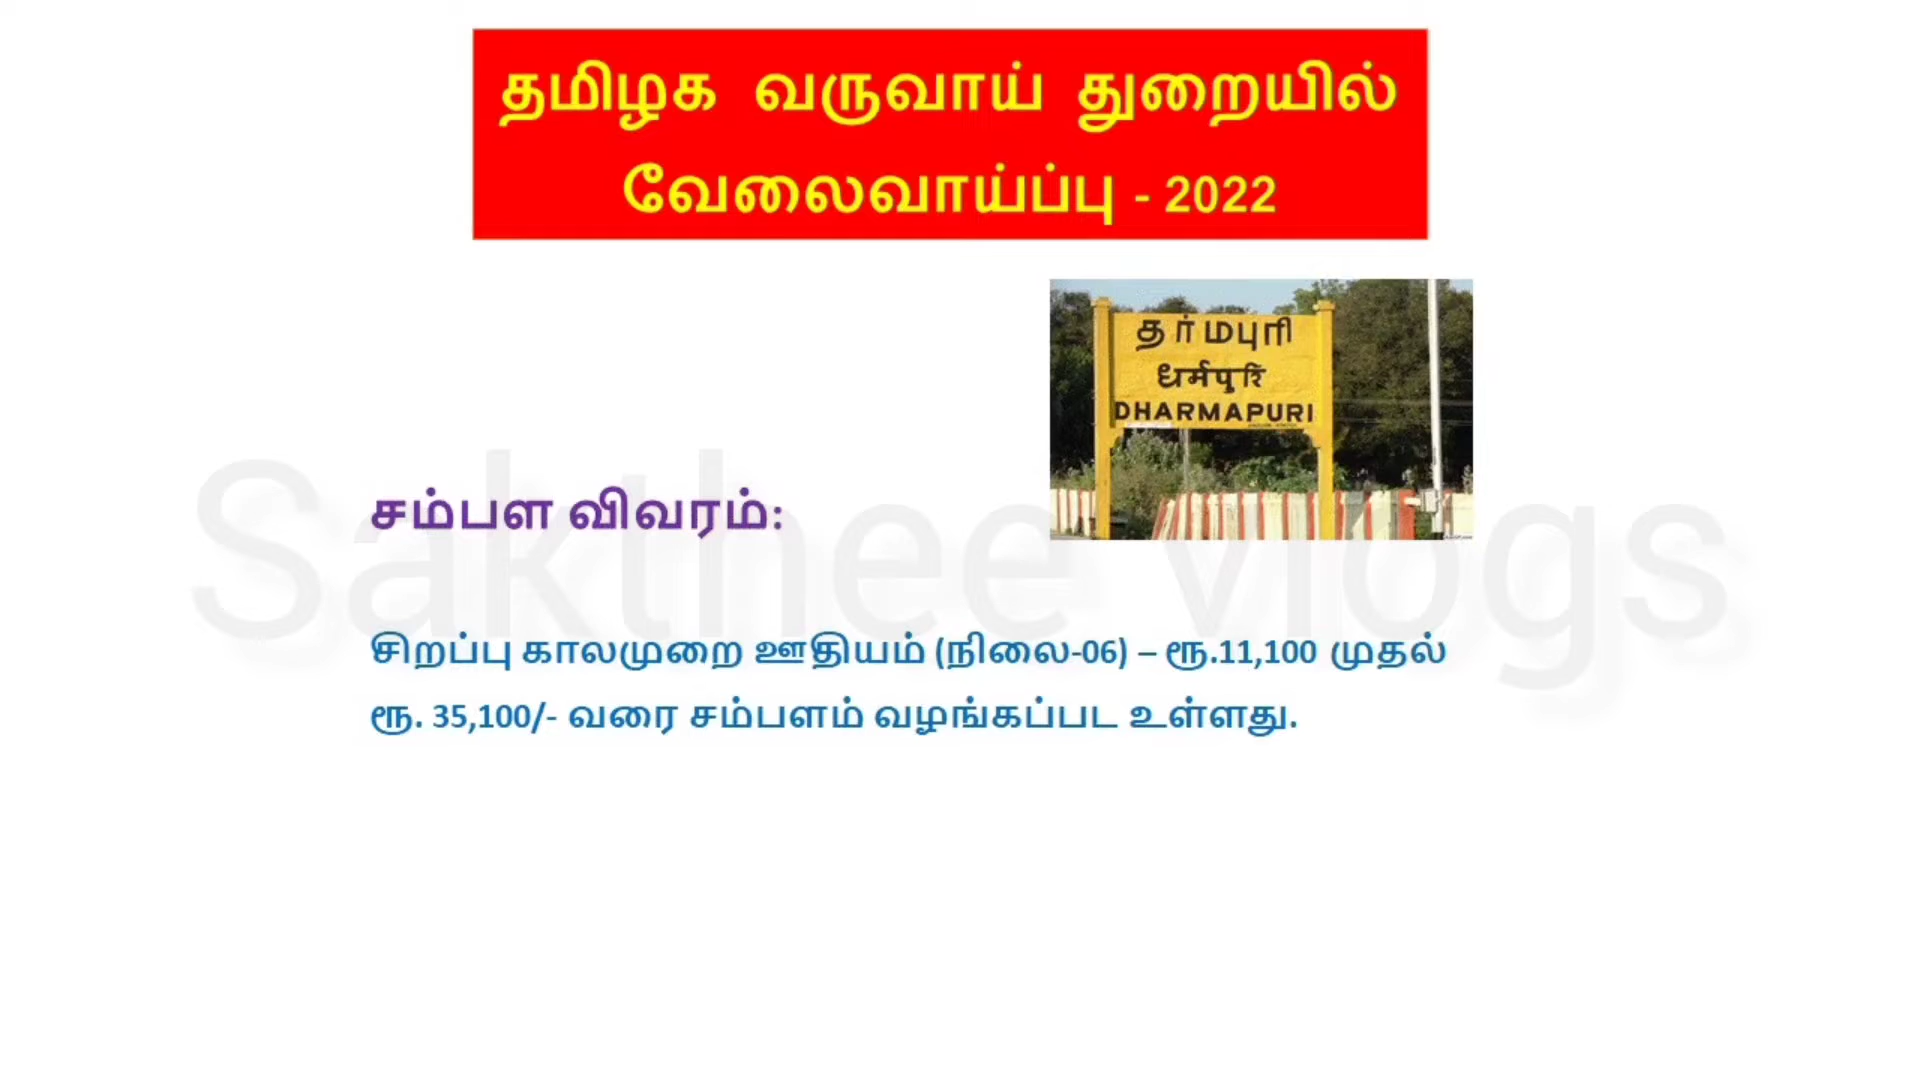 தமிழக வருவாய் துறையில்
வேலைவாய்ப்பு - 2022
தர்மபுரி
धर्मपुरि
DHARMAPURI
Sakthee vlogs
சம்பள விவரம்:
சிறப்பு காலமுறை ஊதியம் (நிலை-06) – ரூ.11,100 முதல்
ரூ. 35,100/- வரை சம்பளம் வழங்கப்பட உள்ளது.